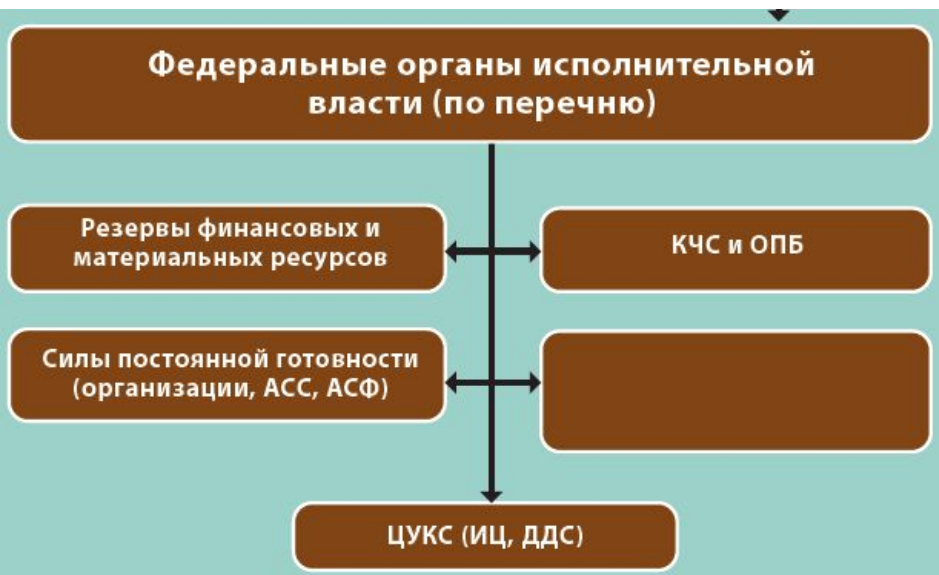 Федеральные органы исполнительной
власти (по перечню)
Резервы финансовых и
материальных ресурсов
КЧС и ОПБ
Силы постоянной готовности
(организации, АСС, АСФ)
ЦУКС (ИЦ, ДДС)